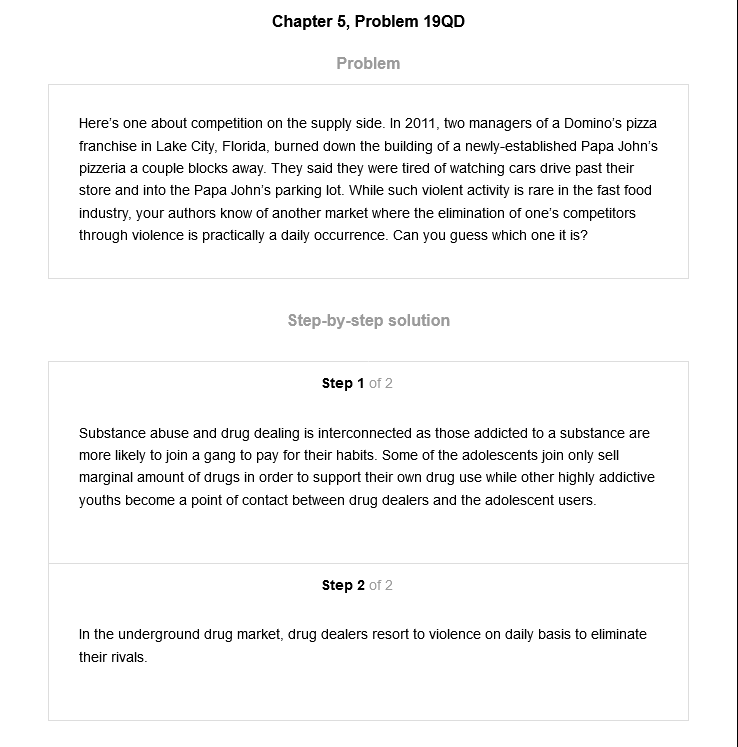 Chapter 5, Problem 19QD
Problem
Here’s one about competition on the supply side. In 2011, two managers of a Domino’s pizza
franchise in Lake City, Florida, burned down the building of a newly-established Papa John’s
pizzeria a couple blocks away. They said they were tired of watching cars drive past their
store and into the Papa John’s parking lot. While such violent activity is rare in the fast food
industry, your authors know of another market where the elimination of one’s competitors
through violence is practically a daily occurrence. Can you guess which one it is?
Step-by-step solution
Step 1 of 2
Substance abuse and drug dealing is interconnected as those addicted to a substance are
more likely to join a gang to pay for their habits. Some of the adolescents join only sell
marginal amount of drugs in order to support their own drug use while other highly addictive
youths become a point of contact between drug dealers and the adolescent users.
Step 2 of 2
In the underground drug market, drug dealers resort to violence on daily basis to eliminate
their rivals.